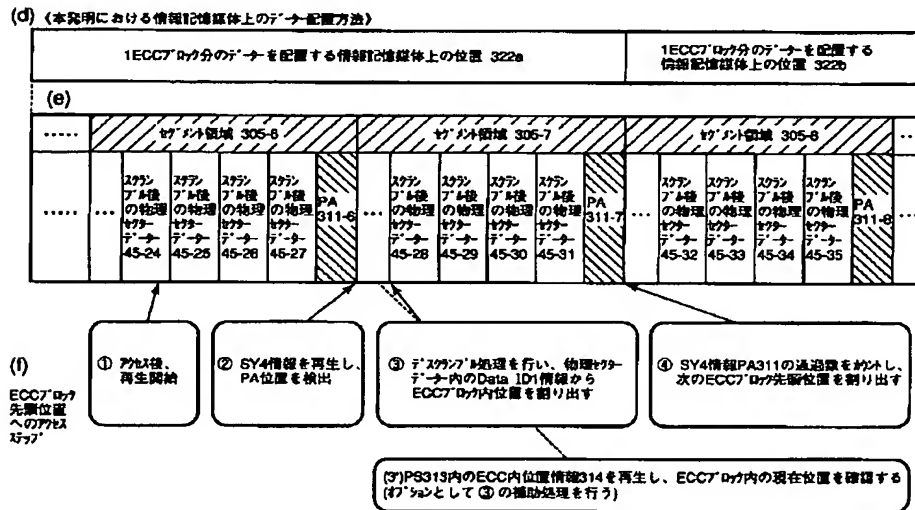 (d) 《本発明における情報記憶媒体上のデーター配置方法》
1ECCブロック分のデーターを配置する情報記憶媒体上の位置 322a
1ECCブロック分のデーターを配置する
情報記憶媒体上の位置 322b
(e)
セグメント領域 305-6
セグメント領域 305-7
セグメント領域 305-8
スクランブル後の物理セクターデーター 45-24
スクランブル後の物理セクターデーター 45-25
スクランブル後の物理セクターデーター 45-26
スクランブル後の物理セクターデーター 45-27
PA 311-6
スクランブル後の物理セクターデーター 45-28
スクランブル後の物理セクターデーター 45-29
スクランブル後の物理セクターデーター 45-30
スクランブル後の物理セクターデーター 45-31
PA 311-7
スクランブル後の物理セクターデーター 45-32
スクランブル後の物理セクターデーター 45-33
スクランブル後の物理セクターデーター 45-34
スクランブル後の物理セクターデーター 45-35
PA 311-8
(f)
ECCブロック
先頭位置
へのアクセス
ステップ
① アクセス後、
再生開始
② SY4情報を再生し、
PA位置を検出
③ デスクランブル処理を行い、物理セクター
データー内のData ID1情報から
ECCブロック内位置を割り出す
④ SY4情報PA311の通過数をカウントし、
次のECCブロック先頭位置を割り出す
(3')PS313内のECC内位置情報314を再生し、ECCブロック内の現在位置を確認する
(オプションとして ③ の補助処理を行う)